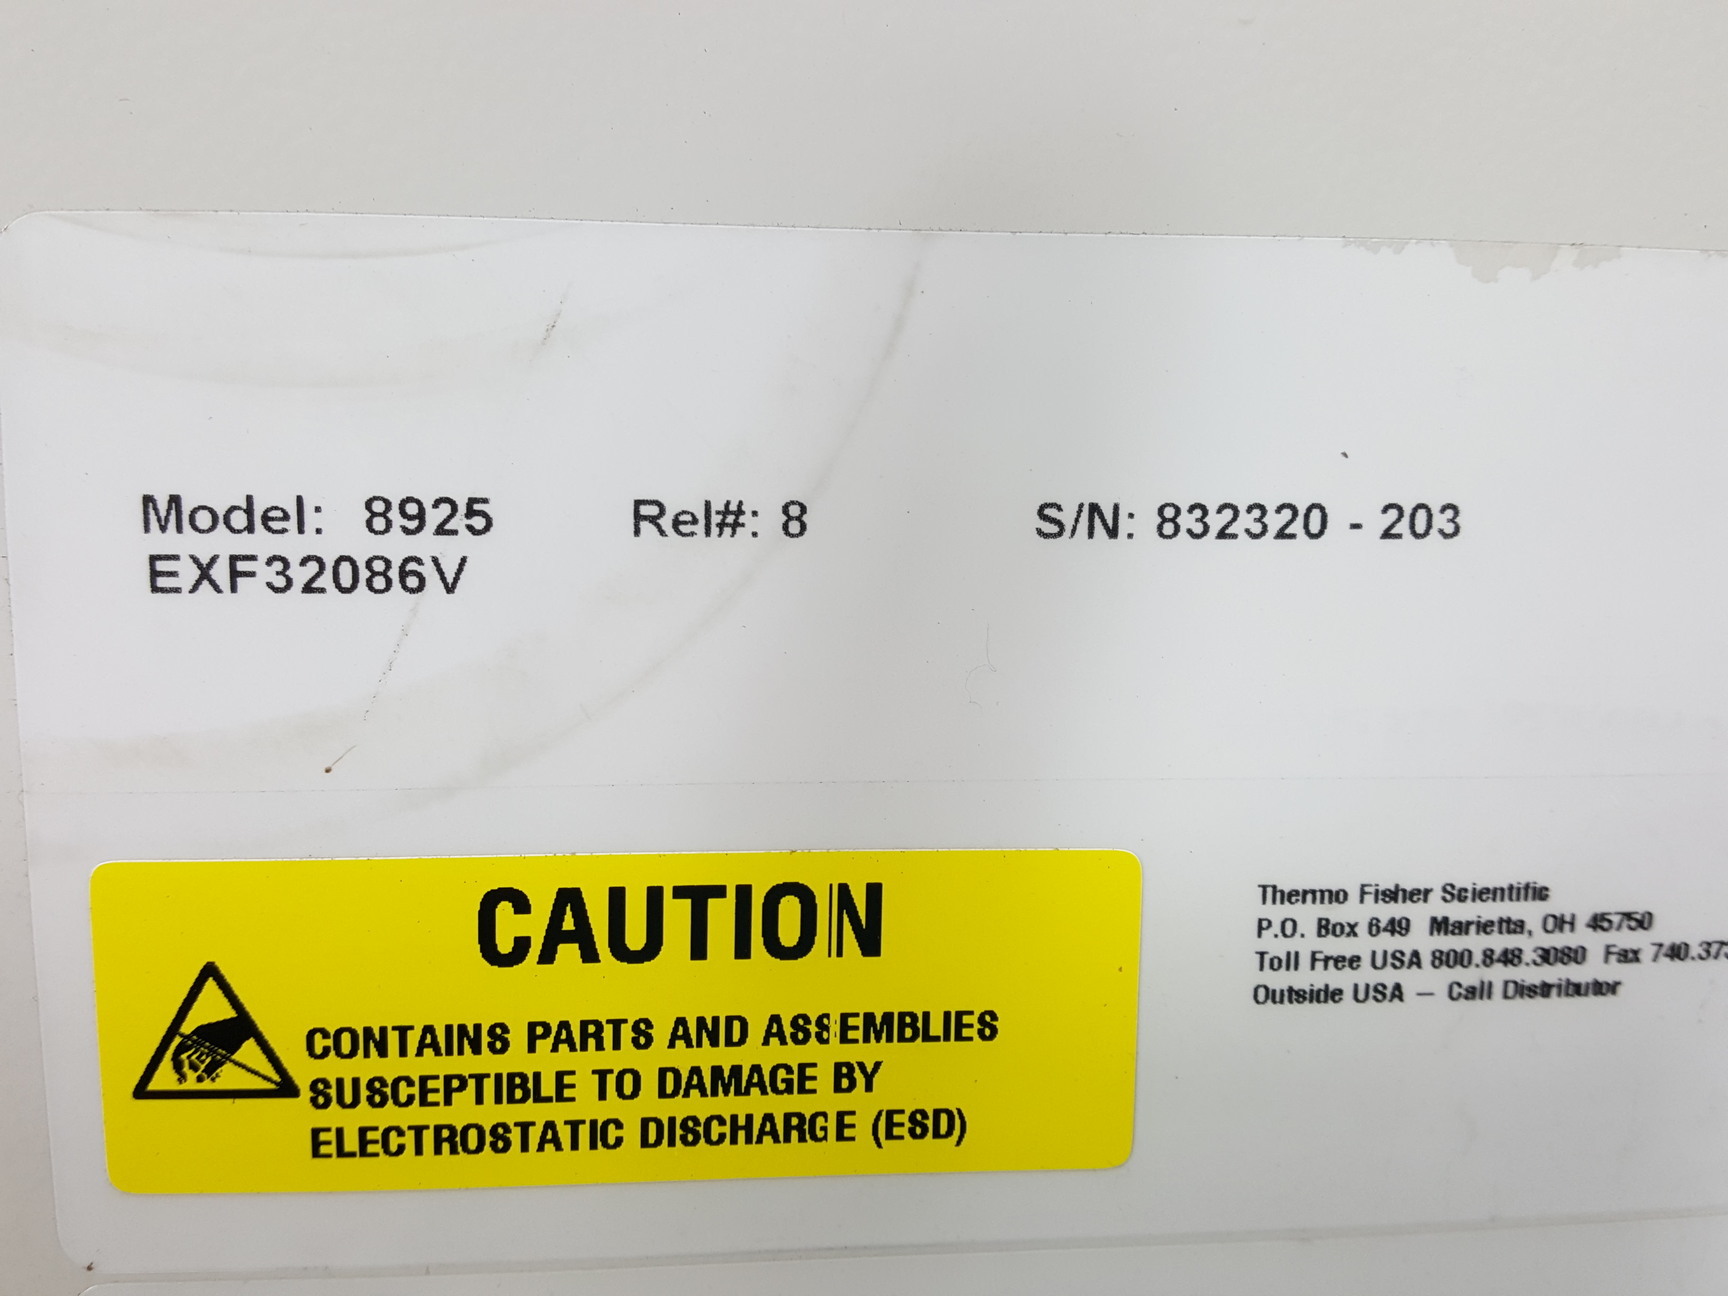 Model: 8925 Rel#: 8 S/N: 832320 - 203
EXF32086V
CAUTION
CONTAINS PARTS AND ASSEMBLIES
SUSCEPTIBLE TO DAMAGE BY
ELECTROSTATIC DISCHARGE (ESD)
Thermo Fisher Scientific
P.O. Box 649 Marietta, OH 45750
Toll Free USA 800.848.3080 Fax 740.373
Outside USA – Call Distributor